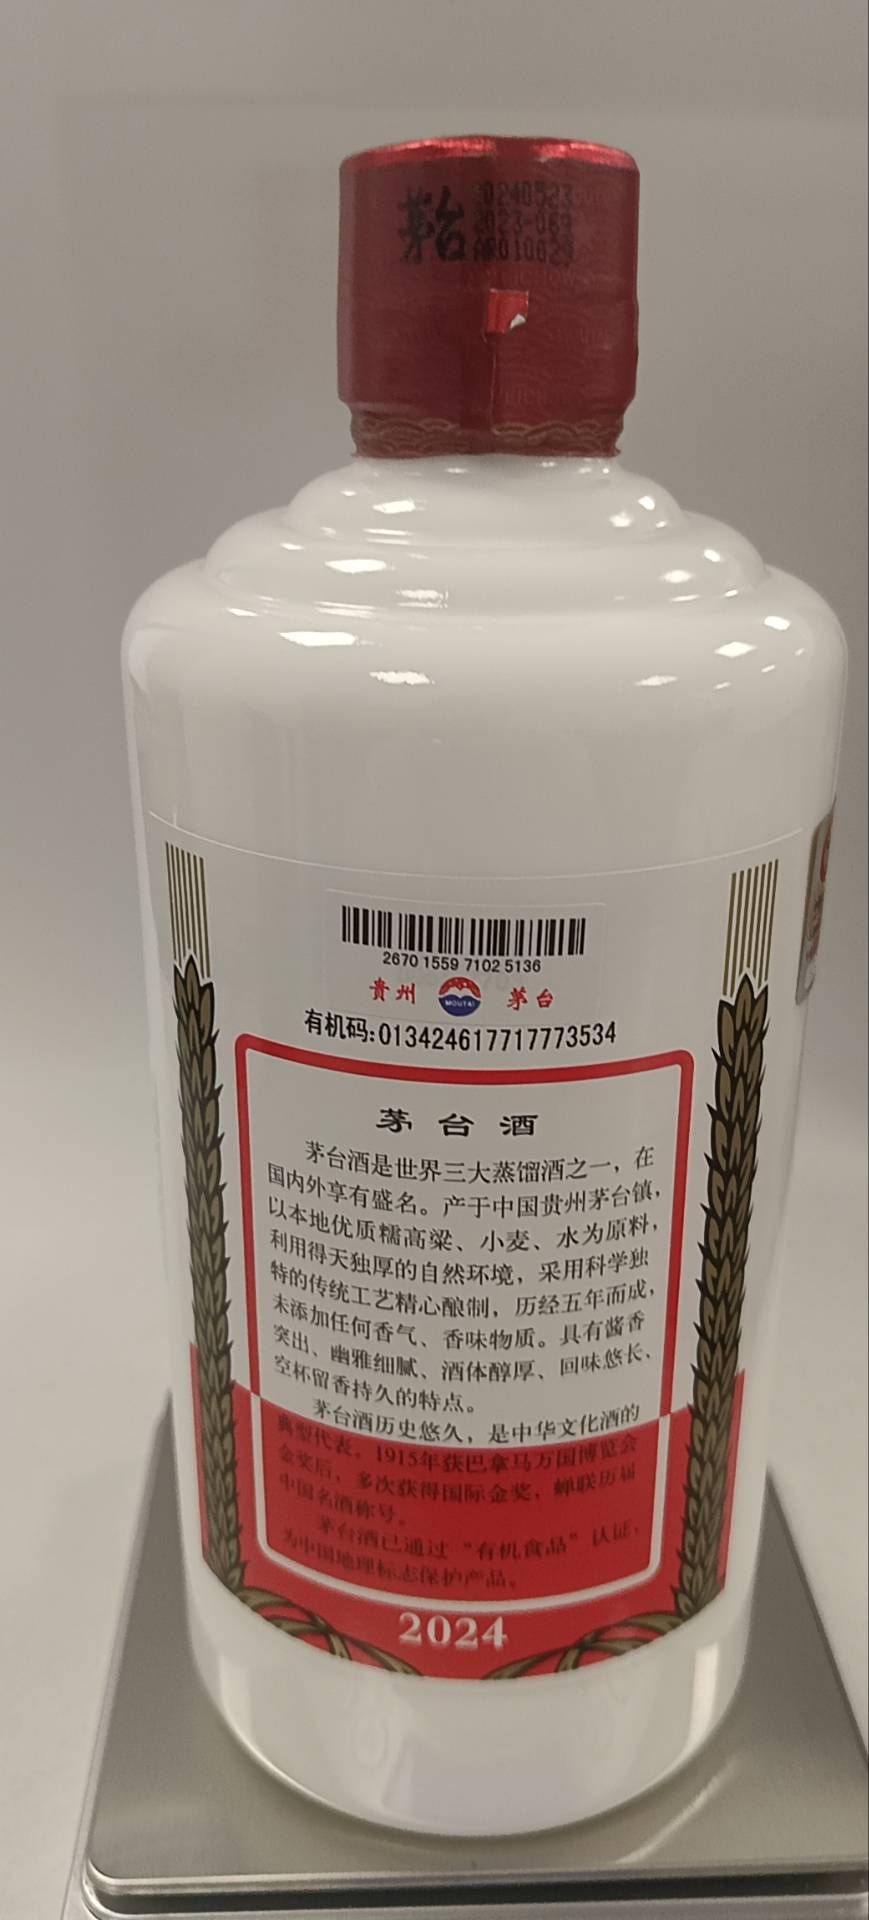 茅台
20240523
2023-069
AR010029
2670 1559 7102 5136
贵州 MOUTAI 茅台
有机码:013424617717773534
茅台酒
茅台酒是世界三大蒸馏酒之一，在
国内外享有盛名。产于中国贵州茅台镇，
以本地优质糯高粱、小麦、水为原料，
利用得天独厚的自然环境，采用科学独
特的传统工艺精心酿制，历经五年而成，
未添加任何香气、香味物质。具有酱香
突出、幽雅细腻、酒体醇厚、回味悠长、
空杯留香持久的特点。
茅台酒历史悠久，是中华文化酒的
典型代表。1915年获巴拿马万国博览会
金奖后，多次获得国际金奖，蝉联历届
中国名酒称号。
茅台酒已通过“有机食品”认证，
为中国地理标志保护产品。
2024